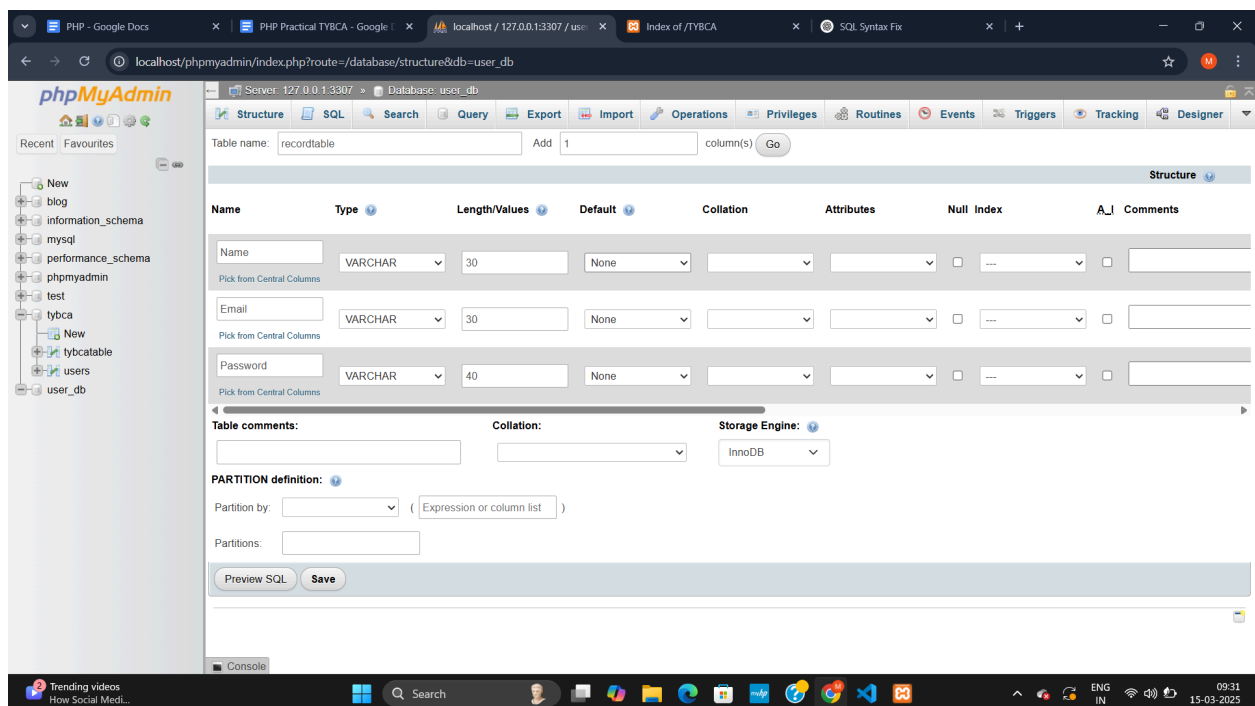 PHP - Google Docs
PHP Practical TYBCA - Google D
localhost / 127.0.0.1:3307 / use
Index of /TYBCA
SQL Syntax Fix
localhost/phpmyadmin/index.php?route=/database/structure&db=user_db
M
phpMyAdmin
Recent Favourites
New
blog
information_schema
mysql
performance_schema
phpmyadmin
test
tybca
New
tybcatable
users
user_db
Server: 127.0.0.1:3307 » Database: user_db
Structure SQL Search Query Export Import Operations Privileges Routines Events Triggers Tracking Designer
Table name: recordtable Add 1 column(s) Go
Structure
Name Type Length/Values Default Collation Attributes Null Index A_I Comments
Name VARCHAR 30 None ---
Pick from Central Columns
Email VARCHAR 30 None ---
Pick from Central Columns
Password VARCHAR 40 None ---
Pick from Central Columns
Table comments: Collation: Storage Engine:
InnoDB
PARTITION definition:
Partition by: ( Expression or column list )
Partitions:
Preview SQL Save
Console
2 Trending videos
How Social Medi...
Search
ENG
IN
09:31
15-03-2025